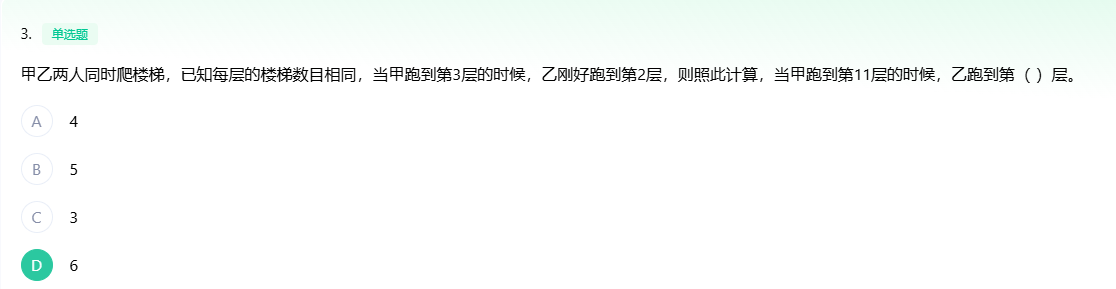 3. 单选题
甲乙两人同时爬楼梯，已知每层的楼梯数目相同，当甲跑到第3层的时候，乙刚好跑到第2层，则照此计算，当甲跑到第11层的时候，乙跑到第（ ）层。
A 4
B 5
C 3
D 6